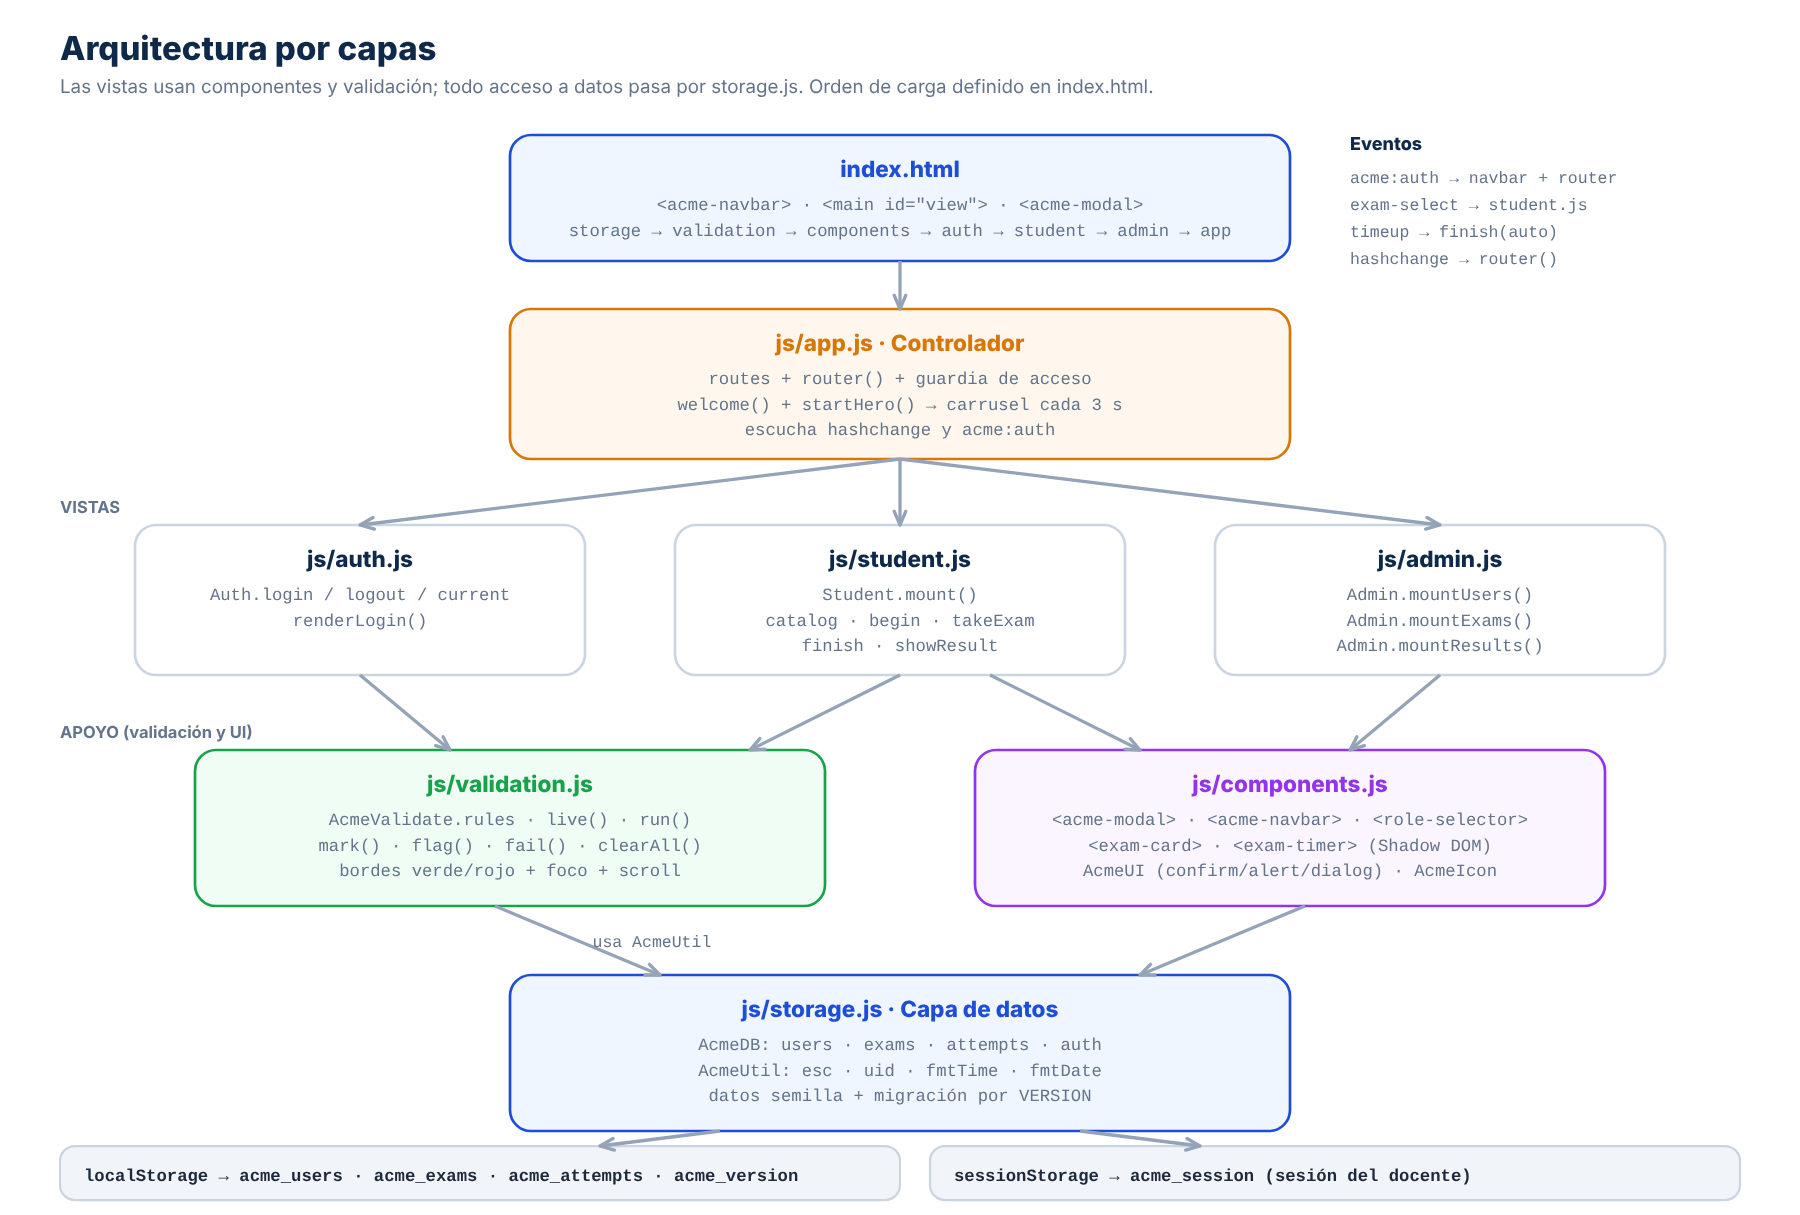 Arquitectura por capas
Las vistas usan componentes y validación; todo acceso a datos pasa por storage.js. Orden de carga definido en index.html.
index.html
<acme-navbar> · <main id="view"> · <acme-modal>
storage → validation → components → auth → student → admin → app
Eventos
acme:auth → navbar + router
exam-select → student.js
timeup → finish(auto)
hashchange → router()
js/app.js · Controlador
routes + router() + guardia de acceso
welcome() + startHero() → carrusel cada 3 s
escucha hashchange y acme:auth
VISTAS
js/auth.js
Auth.login / logout / current
renderLogin()
js/student.js
Student.mount()
catalog · begin · takeExam
finish · showResult
js/admin.js
Admin.mountUsers()
Admin.mountExams()
Admin.mountResults()
APOYO (validación y UI)
js/validation.js
AcmeValidate.rules · live() · run()
mark() · flag() · fail() · clearAll()
bordes verde/rojo + foco + scroll
js/components.js
<acme-modal> · <acme-navbar> · <role-selector>
<exam-card> · <exam-timer> (Shadow DOM)
AcmeUI (confirm/alert/dialog) · AcmeIcon
usa AcmeUtil
js/storage.js · Capa de datos
AcmeDB: users · exams · attempts · auth
AcmeUtil: esc · uid · fmtTime · fmtDate
datos semilla + migración por VERSION
localStorage → acme_users · acme_exams · acme_attempts · acme_version
sessionStorage → acme_session (sesión del docente)